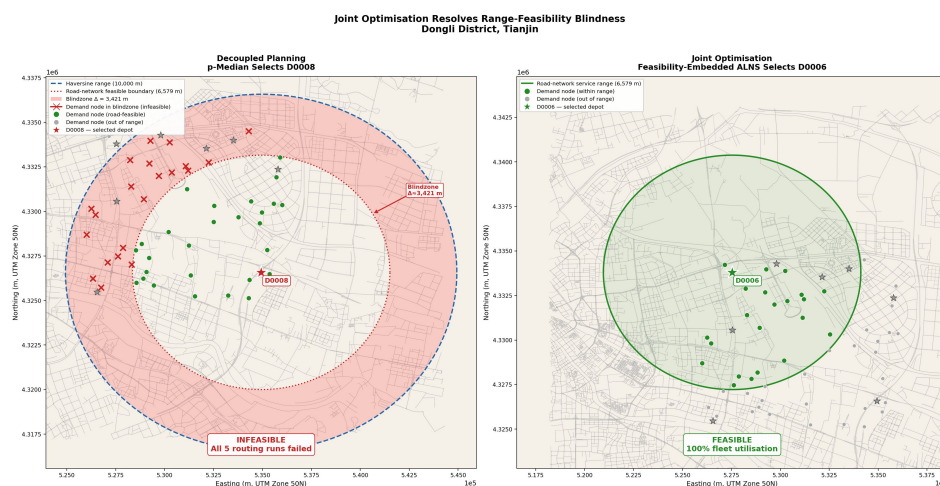 Joint Optimisation Resolves Range-Feasibility Blindness
Dongli District, Tianjin
Decoupled Planning
p-Median Selects D0008
1e6
Haversine range (10,000 m)
Road-network feasible boundary (6,579 m)
Blindzone Δ = 3,421 m
Demand node in blindzone (infeasible)
Demand node (road-feasible)
Demand node (out of range)
D0008 — selected depot
Blindzone
Δ=3,421 m
D0008
INFEASIBLE
All 5 routing runs failed
4.3375
4.3350
4.3325
4.3300
4.3275
4.3250
4.3225
4.3200
4.3175
Northing (m, UTM Zone 50N)
5.250
5.275
5.300
5.325
5.350
5.375
5.400
5.425
5.450
1e5
Easting (m, UTM Zone 50N)
Joint Optimisation
Feasibility-Embedded ALNS Selects D0006
1e6
Road-network service range (6,579 m)
Demand node (within range)
Demand node (out of range)
D0006 — selected depot
D0006
FEASIBLE
100% fleet utilisation
4.3425
4.3400
4.3375
4.3350
4.3325
4.3300
4.3275
4.3250
Northing (m, UTM Zone 50N)
5.175
5.200
5.225
5.250
5.275
5.300
5.325
5.350
5.375
Easting (m, UTM Zone 50N)